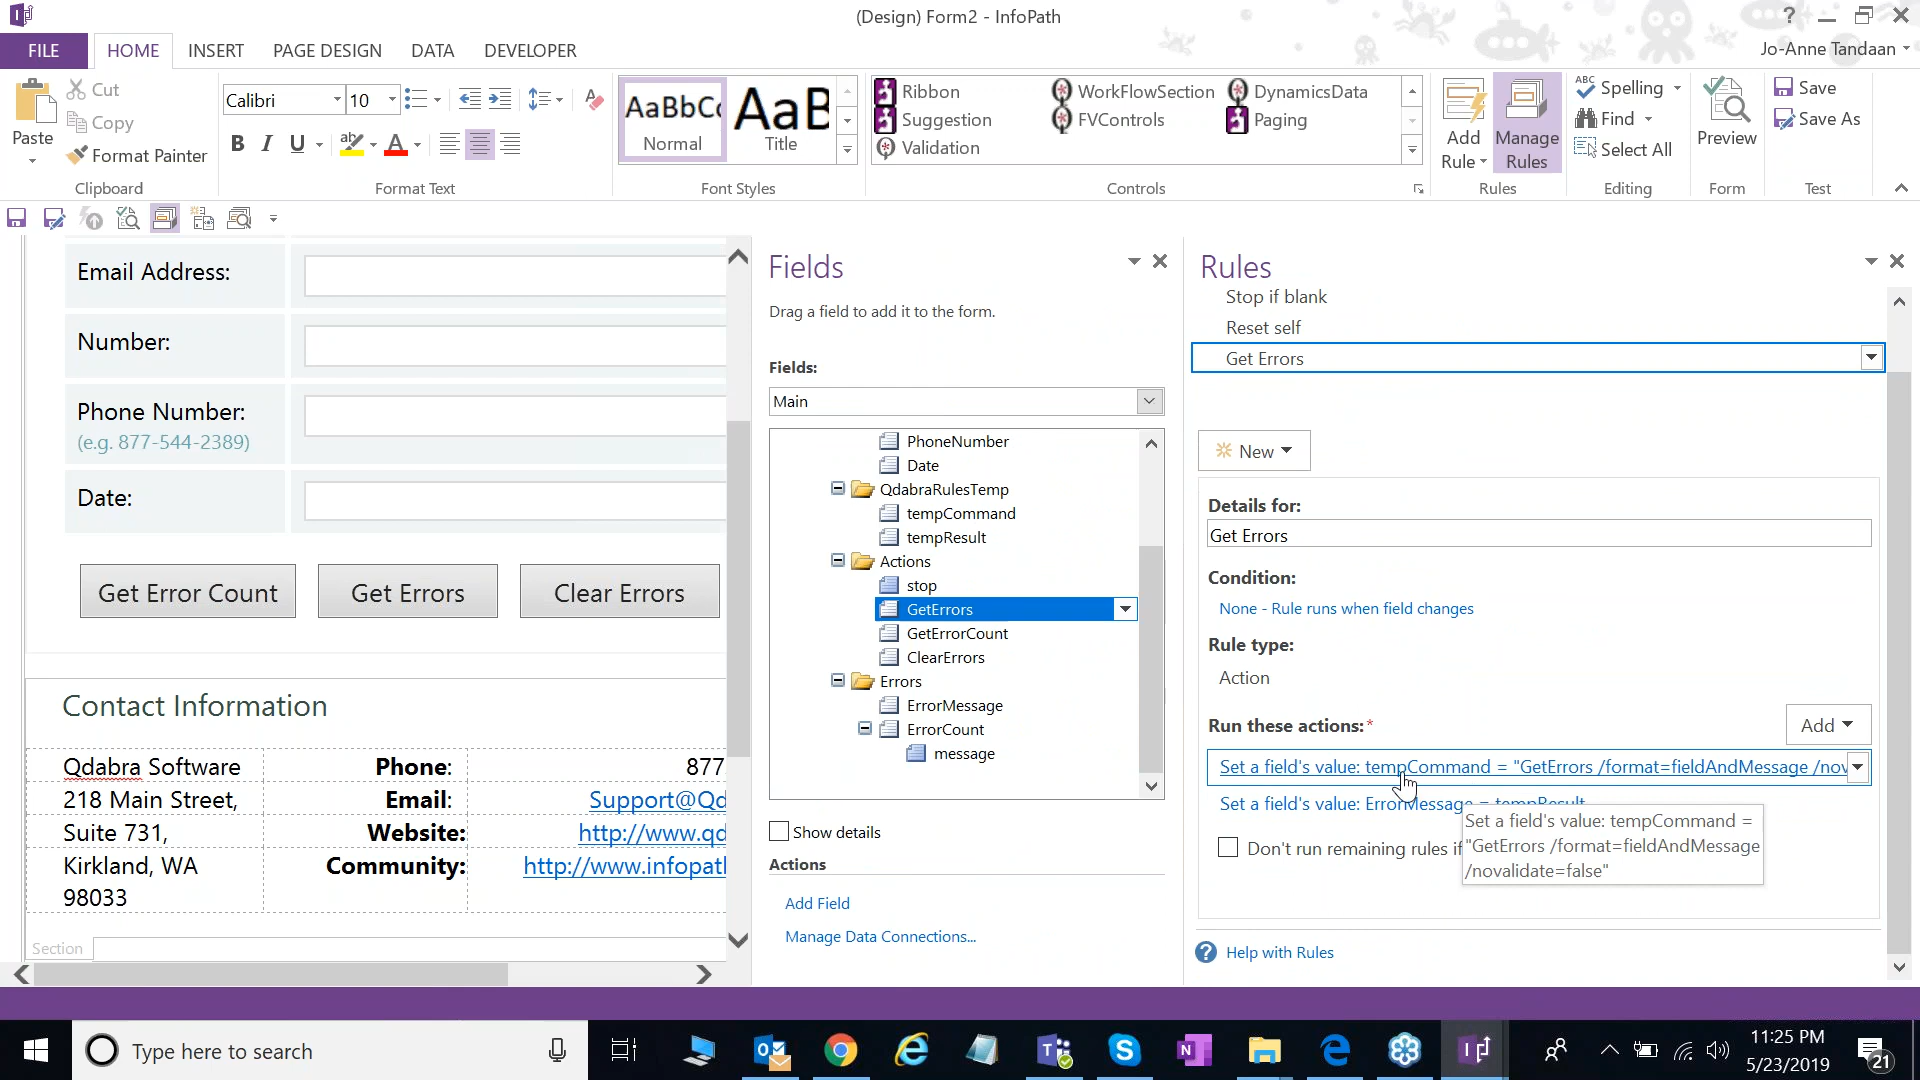 (Design) Form2 - InfoPath
?
FILE
HOME
INSERT
PAGE DESIGN
DATA
DEVELOPER
Jo-Anne Tandaan
Paste
Cut
Copy
Format Painter
Clipboard
Calibri
10
B I U
A
Format Text
AaBbCc
Normal
AaB
Title
Font Styles
Ribbon
Suggestion
Validation
WorkFlowSection
FVControls
DynamicsData
Paging
Controls
Add
Rule
Manage
Rules
Rules
ABC
Spelling
Find
Select All
Editing
Preview
Form
Save
Save As
Test
Email Address:
Number:
Phone Number:
(e.g. 877-544-2389)
Date:
Get Error Count
Get Errors
Clear Errors
Contact Information
Qdabra Software
218 Main Street,
Suite 731,
Kirkland, WA
98033
Phone:
877
Email:
Support@Qd
Website:
http://www.qd
Community:
http://www.infopath
Section
Fields
Drag a field to add it to the form.
Fields:
Main
PhoneNumber
Date
QdabraRulesTemp
tempCommand
tempResult
Actions
stop
GetErrors
GetErrorCount
ClearErrors
Errors
ErrorMessage
ErrorCount
message
Show details
Actions
Add Field
Manage Data Connections...
Rules
Stop if blank
Reset self
Get Errors
New
Details for:
Get Errors
Condition:
None - Rule runs when field changes
Rule type:
Action
Run these actions:*
Add
Set a field's value: tempCommand = "GetErrors /format=fieldAndMessage /nov
Set a field's value: ErrorMessage = tempResult
Don't run remaining rules if
Set a field's value: tempCommand =
"GetErrors /format=fieldAndMessage
/novalidate=false"
? Help with Rules
Type here to search
11:25 PM
5/23/2019
21